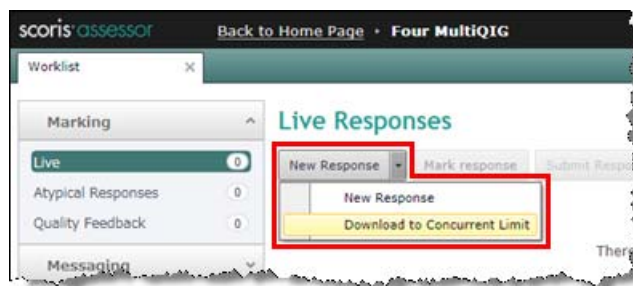 scoris assessor Back to Home Page • Four MultiQIG
Worklist ×
Marking
Live 0
Atypical Responses 0
Quality Feedback 0
Messaging
Live Responses
New Response Mark response Submit
New Response
Download to Concurrent Limit